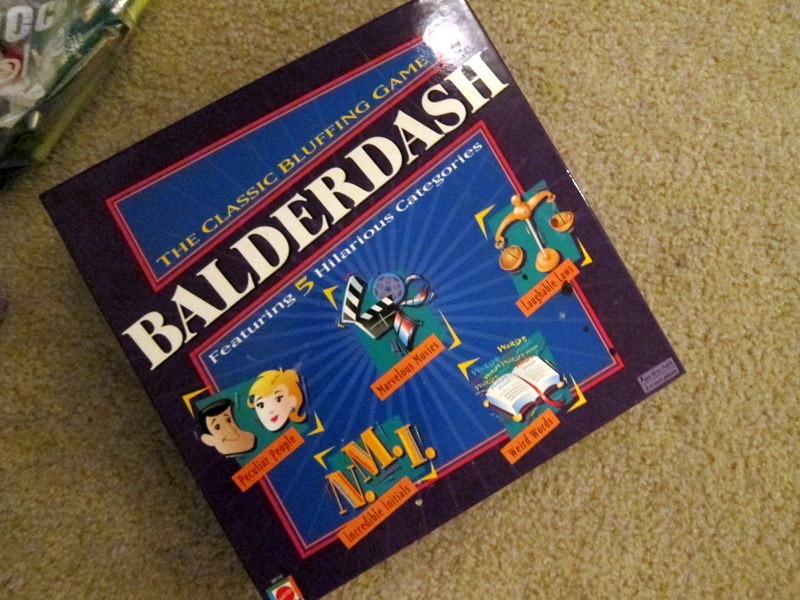 THE CLASSIC BLUFFING GAME
BALDERDASH
Featuring 5 Hilarious Categories
Laughable Laws
Marvelous Movies
WORDS
Weird Words
Peculiar People
N.M.I.
Incredible Initials